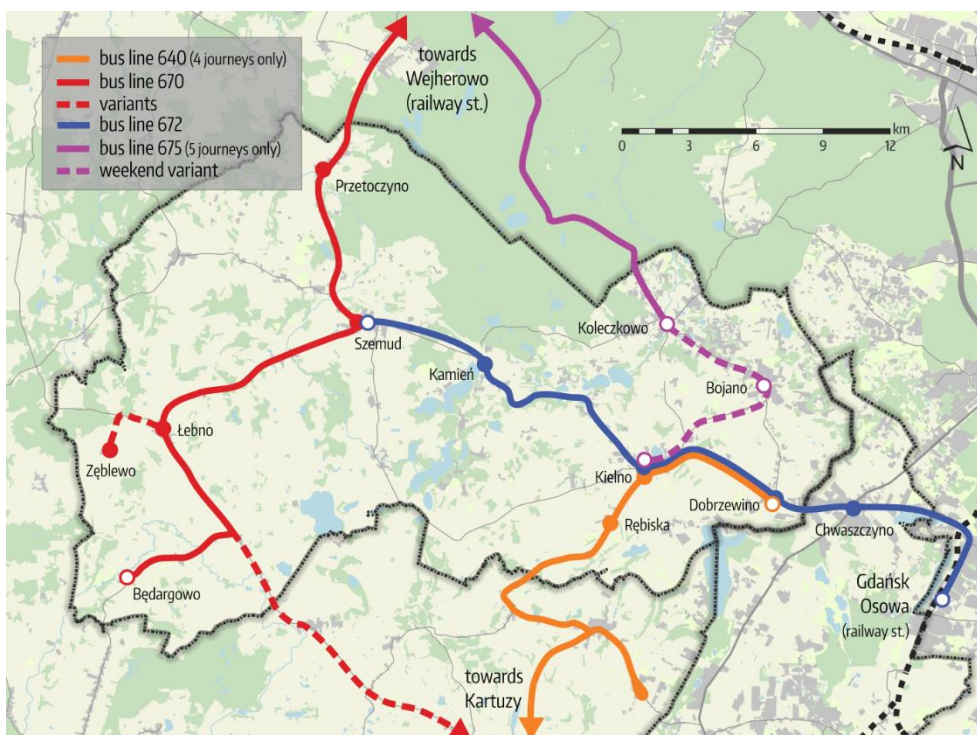 bus line 640 (4 journeys only)
bus line 670
variants
bus line 672
bus line 675 (5 journeys only)
weekend variant
towards
Wejherowo
(railway st.)
km
0 3 6 9 12
N
Przetoczyno
Szemud
Kamień
Koleczkowo
Bojano
Łebno
Zęblewo
Kielno
Dobrzewino
Rębiska
Chwaszczyno
Będargowo
Gdańsk
Osowa
(railway st.)
towards
Kartuzy